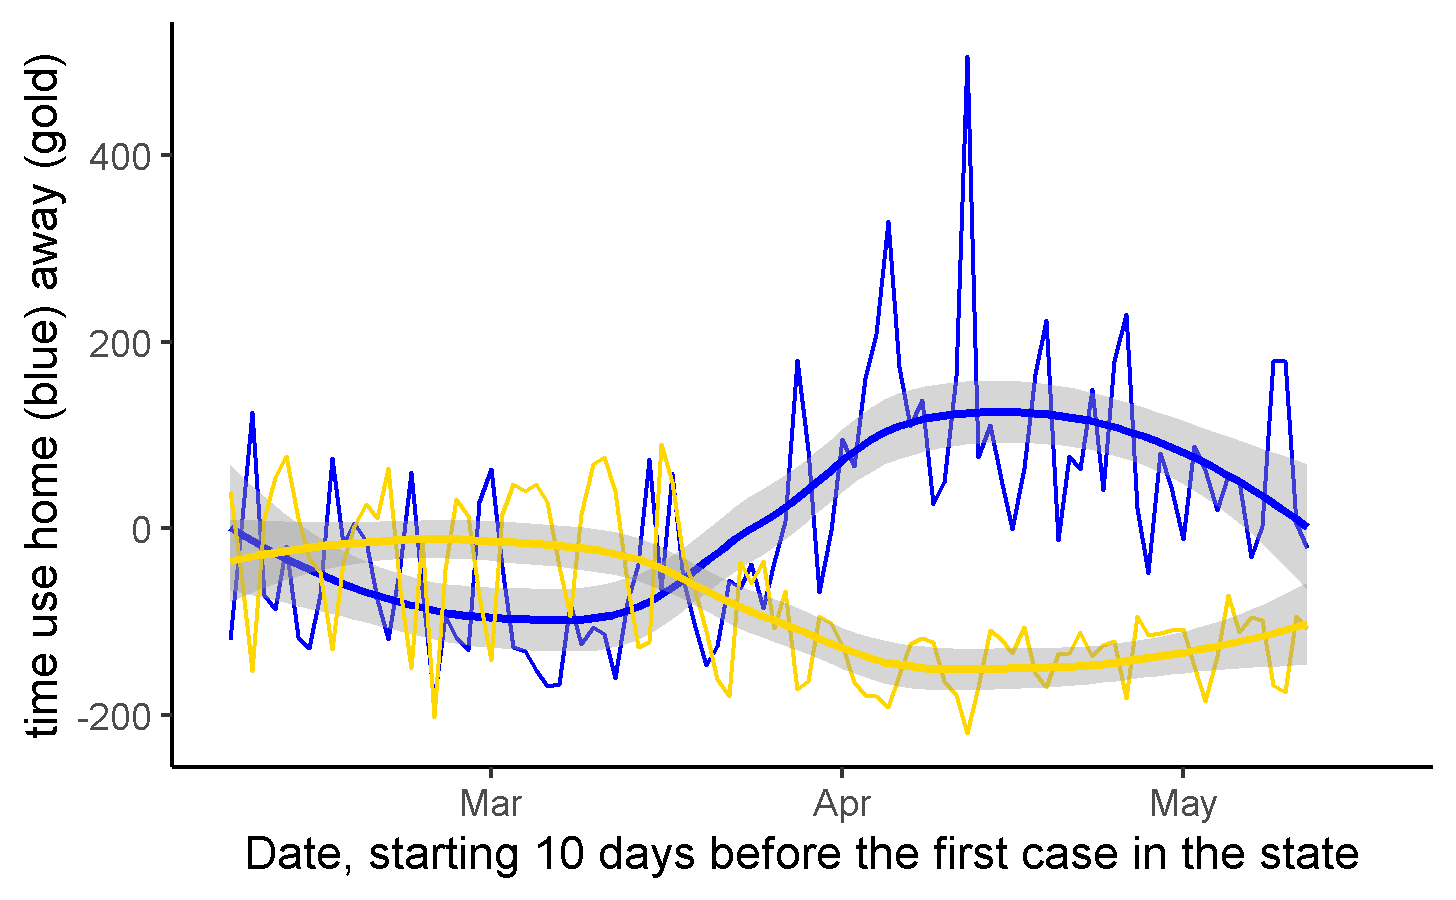 time use home (blue) away (gold)
400
200
0
-200
Mar Apr May
Date, starting 10 days before the first case in the state